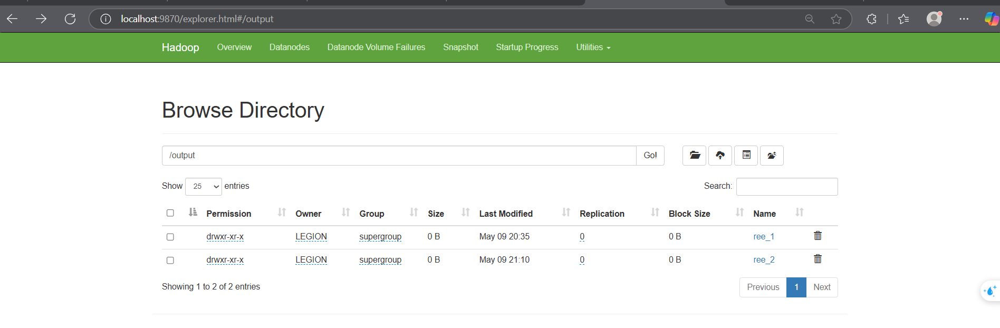 localhost:9870/explorer.html#/output
Hadoop Overview Datanodes Datanode Volume Failures Snapshot Startup Progress Utilities
Browse Directory
/output Go!
Show 25 entries Search:
Permission Owner Group Size Last Modified Replication Block Size Name
drwxr-xr-x LEGION supergroup 0 B May 09 20:35 0 0 B ree_1
drwxr-xr-x LEGION supergroup 0 B May 09 21:10 0 0 B ree_2
Showing 1 to 2 of 2 entries Previous 1 Next